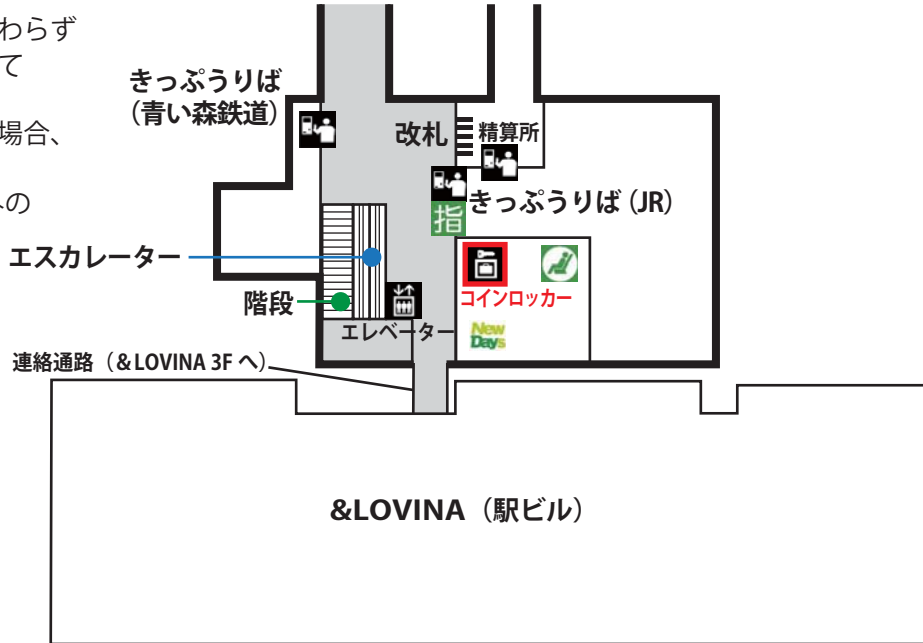 わらず
て
場合、
の
きっぷうりば
（青い森鉄道）
改札
精算所
きっぷうりば（JR）
指
エスカレーター
階段
エレベーター
コインロッカー
New
Days
連絡通路（&LOVINA 3F へ）
&LOVINA（駅ビル）